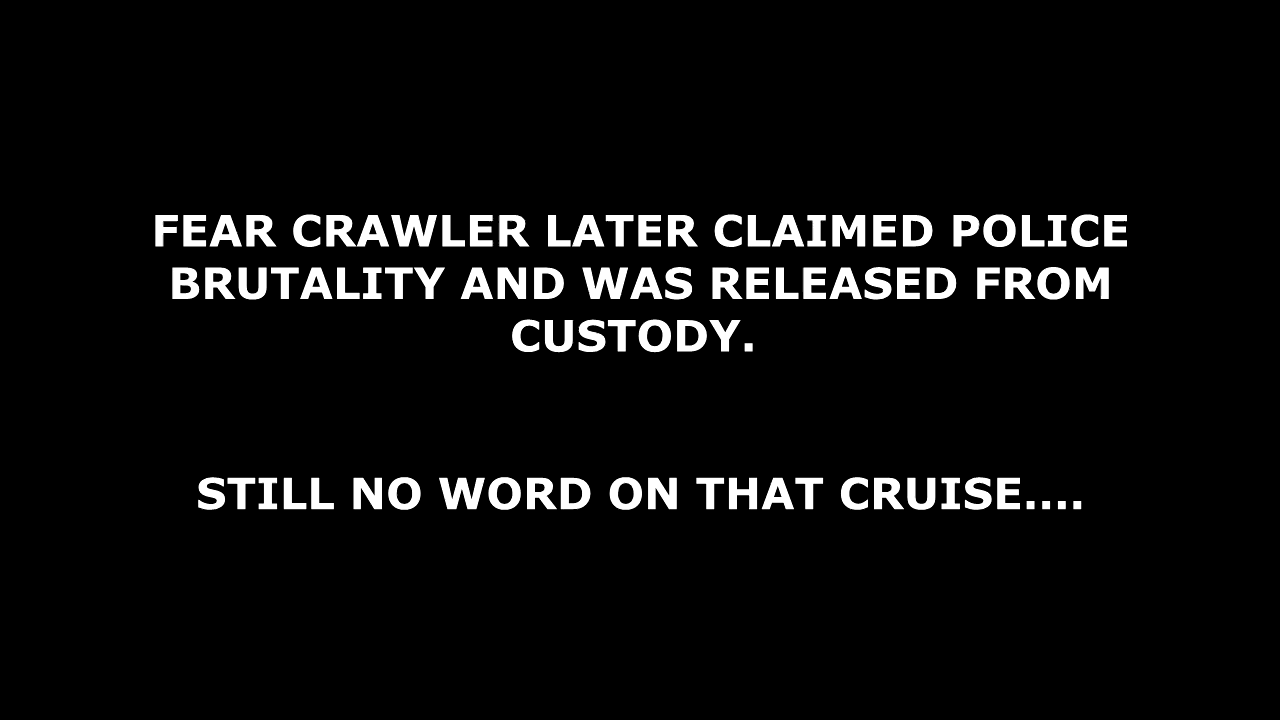 FEAR CRAWLER LATER CLAIMED POLICE
BRUTALITY AND WAS RELEASED FROM
CUSTODY.
STILL NO WORD ON THAT CRUISE....